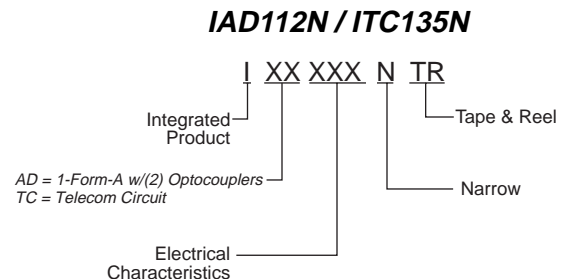 IAD112N / ITC135N
I XX XXX N TR
Integrated
Product
Tape & Reel
AD = 1-Form-A w/(2) Optocouplers
TC = Telecom Circuit
Narrow
Electrical
Characteristics